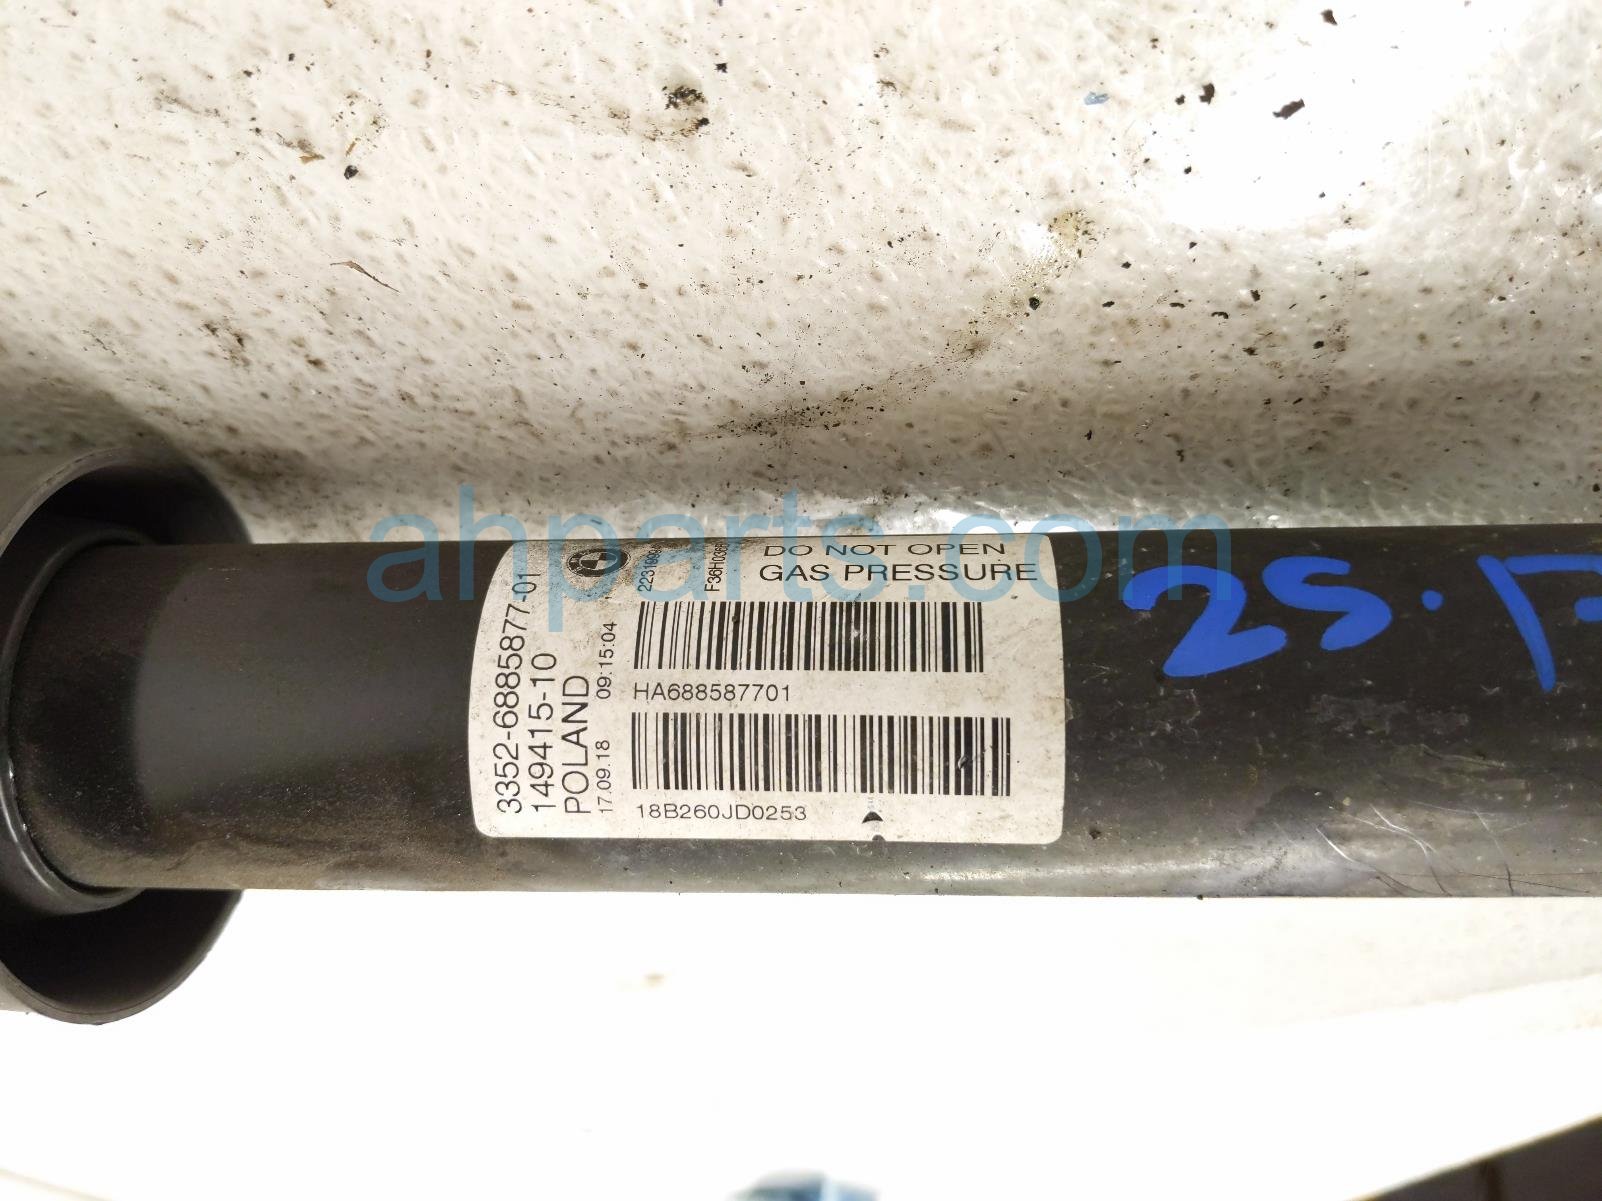 3352-6885877-01
149415-10
POLAND
17.09.18 09:15:04
DO NOT OPEN
GAS PRESSURE
HA688587701
18B260JD0253
ahparts.com